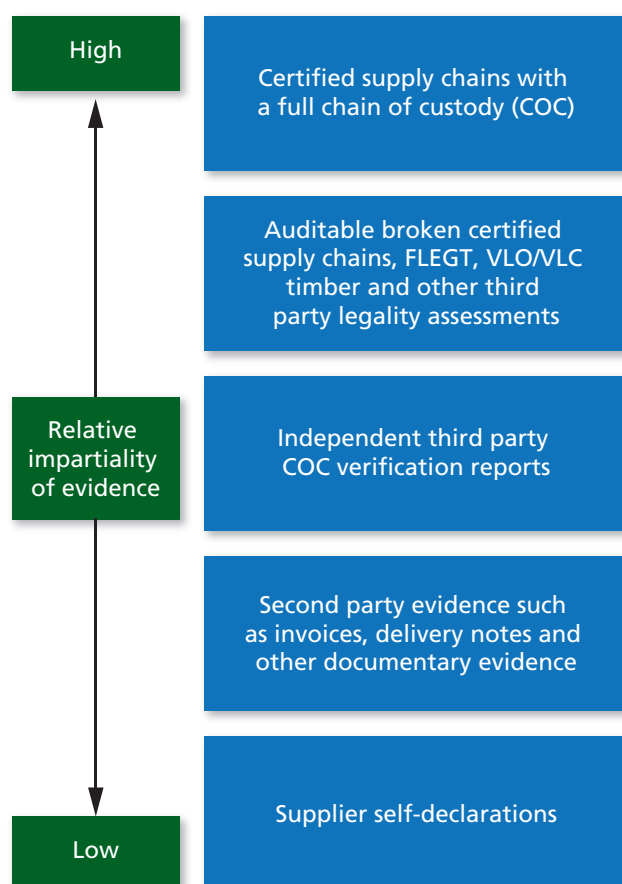 High
Certified supply chains with
a full chain of custody (COC)
Auditable broken certified
supply chains, FLEGT, VLO/VLC
timber and other third
party legality assessments
Relative
impartiality
of evidence
Independent third party
COC verification reports
Second party evidence such
as invoices, delivery notes and
other documentary evidence
Supplier self-declarations
Low